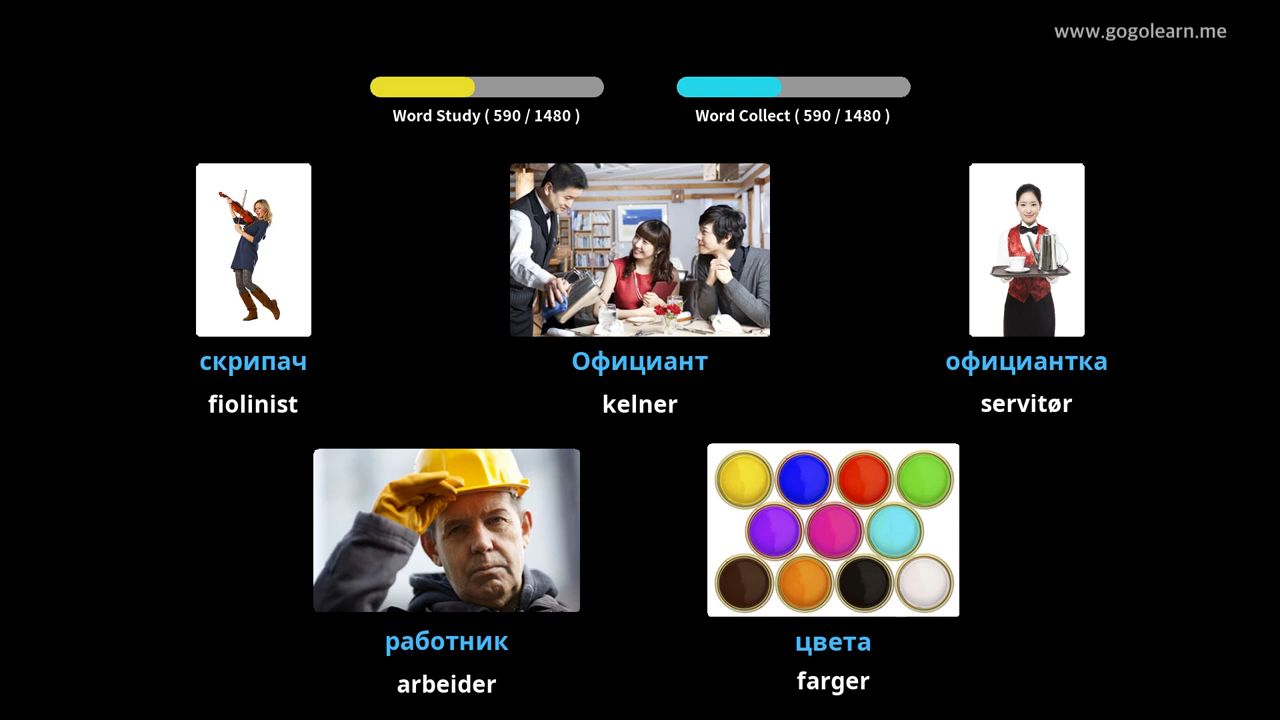 www.gogolearn.me
Word Study ( 590 / 1480 )
Word Collect ( 590 / 1480 )
скрипач
Официант
официантка
fiolinist
kelner
servitør
работник
цвета
arbeider
farger